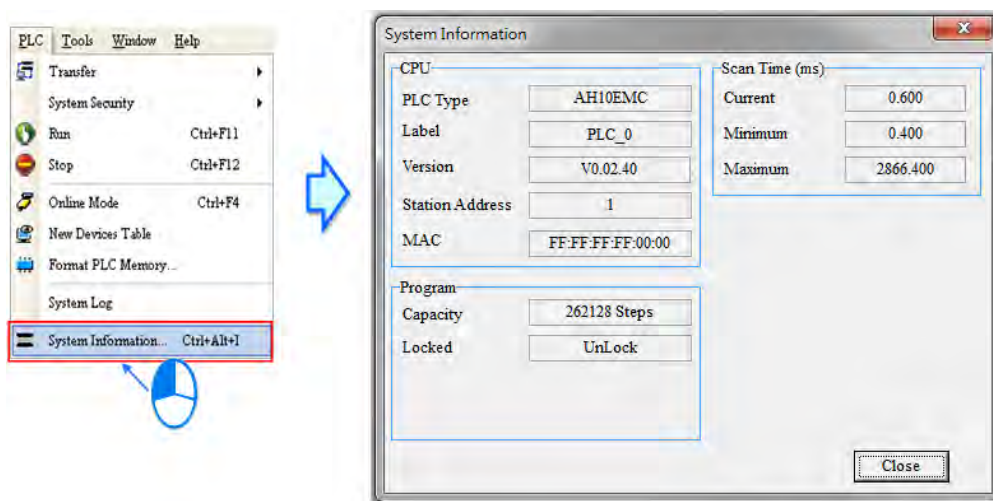 PLC Tools Window Help
Transfer
System Security
Run Ctrl+F11
Stop Ctrl+F12
Online Mode Ctrl+F4
New Devices Table
Format PLC Memory...
System Log
System Information... Ctrl+Alt+I
System Information
CPU
PLC Type AH10EMC
Label PLC_0
Version V0.02.40
Station Address 1
MAC FF:FF:FF:FF:00:00
Program
Capacity 262128 Steps
Locked UnLock
Scan Time (ms)
Current 0.600
Minimum 0.400
Maximum 2866.400
Close